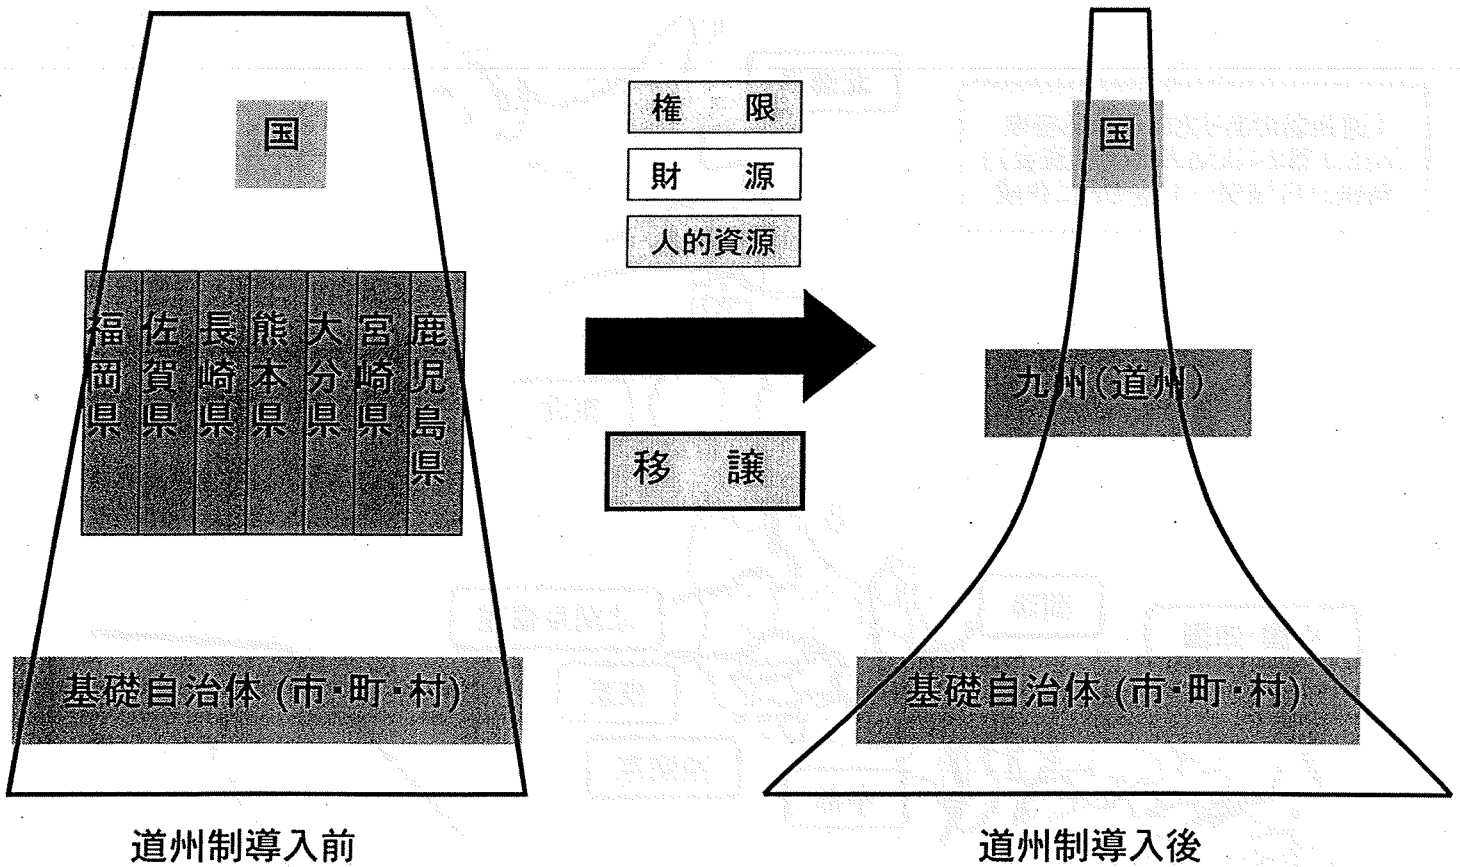 国
福岡県
佐賀県
長崎県
熊本県
大分県
宮崎県
鹿児島県
基礎自治体 (市・町・村)
道州制導入前
権　限
財　源
人的資源
移　譲
国
九州(道州)
基礎自治体 (市・町・村)
道州制導入後